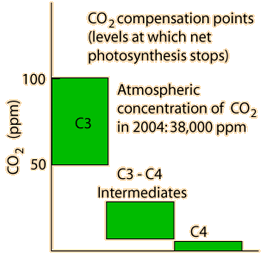 CO2 compensation points
(levels at which net
photosynthesis stops)
100
Atmospheric
concentration of CO2
in 2004: 38,000 ppm
C3
CO2 (ppm)
50
C3 - C4
Intermediates
C4